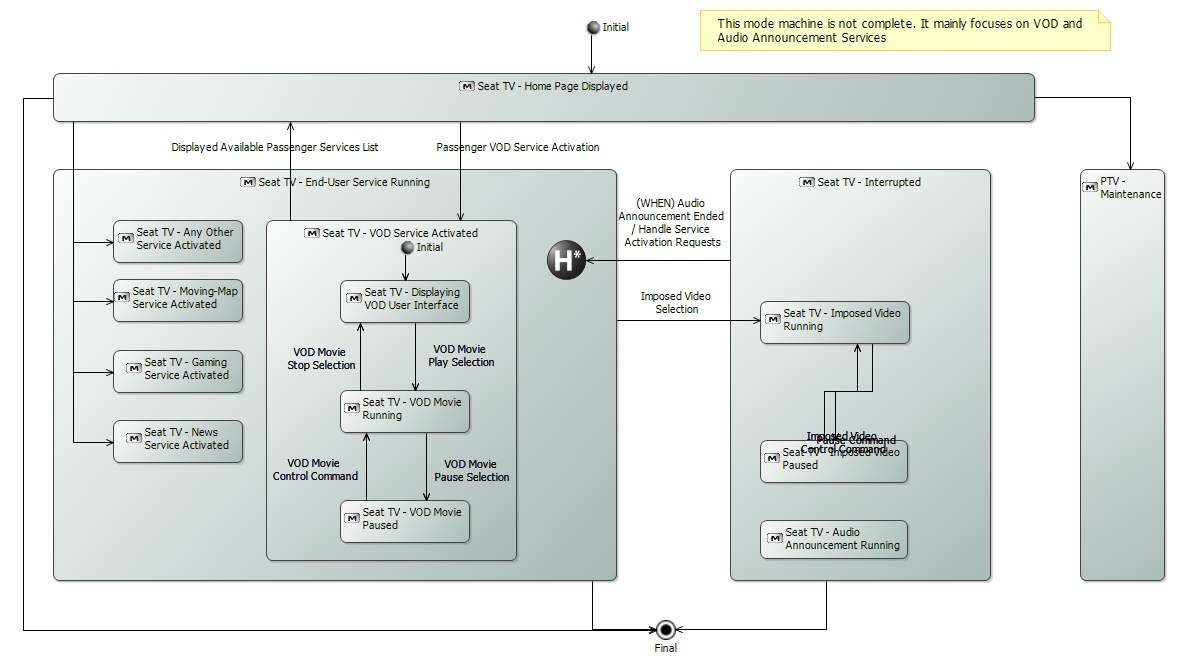 Initial
This mode machine is not complete. It mainly focuses on VOD and
Audio Announcement Services
M Seat TV - Home Page Displayed
Displayed Available Passenger Services List
Passenger VOD Service Activation
M Seat TV - End-User Service Running
M Seat TV - Any Other
Service Activated
M Seat TV - Moving-Map
Service Activated
M Seat TV - Gaming
Service Activated
M Seat TV - News
Service Activated
M Seat TV - VOD Service Activated
Initial
M Seat TV - Displaying
VOD User Interface
VOD Movie
Stop Selection
VOD Movie
Play Selection
M Seat TV - VOD Movie
Running
VOD Movie
Control Command
VOD Movie
Pause Selection
M Seat TV - VOD Movie
Paused
H*
(WHEN) Audio
Announcement Ended
/ Handle Service
Activation Requests
Imposed Video
Selection
M Seat TV - Interrupted
M Seat TV - Imposed Video
Running
Imposed Video
Control Command
Pause Command
M Seat TV - Imposed Video
Paused
M Seat TV - Audio
Announcement Running
M PTV -
Maintenance
Final